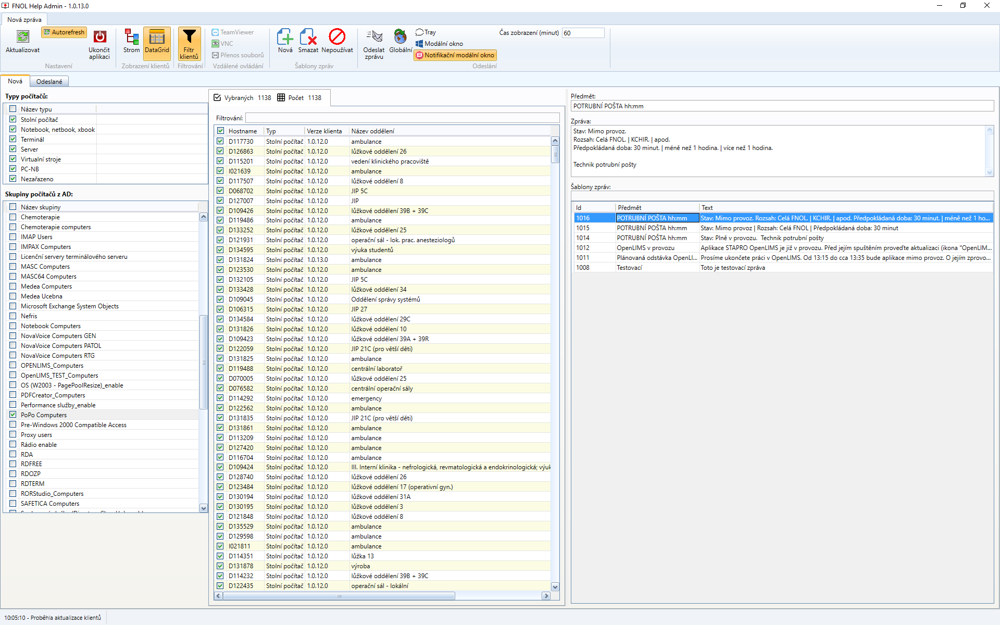 FNOL Help Admin - 1.0.13.0
Nová zpráva
Aktualizovat
Autorefresh
Ukončit aplikaci
Nastavení
Strom
DataGrid
Zobrazení klientů
Filtr klientů
Filtrování
TeamViewer
VNC
Přenos souborů
Vzdálené ovládání
Nová
Smazat
Nepoužívat
Šablony zpráv
Odeslat zprávu
Globální
Tray
Modální okno
Notifikační modální okno
Čas zobrazení (minut) 60
Odeslání
Nová
Odeslané
Typy počítačů:
Název typu
Stolní počítač
Notebook, netbook, xbook
Terminál
Server
Virtualní stroje
PC-NB
Nezařazeno
Skupiny počítačů z AD:
Název skupiny
Chemoterapie
Chemoterapie computers
IMAP Users
IMPAX Computers
Licenční servery terminálového serveru
MASC Computers
MASC64 Computers
Medea Computers
Medea Ucebna
Microsoft Exchange System Objects
Nefris
Notebook Computers
NovaVoice Computers GEN
NovaVoice Computers PATOL
NovaVoice Computers RTG
OPENLIMS_Computers
OpenLIMS_TEST_Computers
OS (W2003 - PagePoolResize)_enable
PDFCreator_Computers
Performance služby_enable
PoPo Computers
Pre-Windows 2000 Compatible Access
Proxy users
Rádio enable
RDA
RDFREE
RDOZP
RDTERM
RORStudio_Computers
SAFETICA Computers
Vybraných 1138 Počet 1138
Filtrování:
Hostname Typ Verze klienta Název oddělení
D117730 Stolní počítač 1.0.12.0 ambulance
D126863 Stolní počítač 1.0.12.0 lůžkové oddělení 26
D115201 Stolní počítač 1.0.12.0 vedení klinického pracoviště
I021639 Stolní počítač 1.0.12.0 ambulance
D117507 Stolní počítač 1.0.12.0 lůžkové oddělení 8
D068702 Stolní počítač 1.0.12.0 JIP 5C
D127007 Stolní počítač 1.0.12.0 JIP
D109426 Stolní počítač 1.0.12.0 lůžkové oddělení 39B + 39C
D119486 Stolní počítač 1.0.12.0 ambulance
D133252 Stolní počítač 1.0.12.0 lůžkové oddělení 25
D121931 Stolní počítač 1.0.12.0 operační sál - lok. prac. anesteziologů
D134595 Stolní počítač 1.0.12.0 výuka studentů
D131824 Stolní počítač 1.0.13.0 ambulance
D123530 Stolní počítač 1.0.12.0 ambulance
D132105 Stolní počítač 1.0.12.0 JIP 5C
D133428 Stolní počítač 1.0.12.0 lůžkové oddělení 34
D109045 Stolní počítač 1.0.12.0 Oddělení správy systémů
D106315 Stolní počítač 1.0.12.0 JIP 27
D134584 Stolní počítač 1.0.12.0 lůžkové oddělení 29C
D131826 Stolní počítač 1.0.12.0 lůžkové oddělení 10
D109423 Stolní počítač 1.0.12.0 lůžkové oddělení 39A + 39R
D122059 Stolní počítač 1.0.12.0 JIP 21C (pro větší děti)
D131825 Stolní počítač 1.0.12.0 ambulance
D119488 Stolní počítač 1.0.12.0 centrální laboratoř
D070005 Stolní počítač 1.0.12.0 lůžkové oddělení 25
D076582 Stolní počítač 1.0.12.0 centrální operační sály
D114292 Stolní počítač 1.0.12.0 emergency
D122562 Stolní počítač 1.0.12.0 ambulance
D131835 Stolní počítač 1.0.12.0 JIP 21C (pro větší děti)
D131861 Stolní počítač 1.0.12.0 ambulance
D113209 Stolní počítač 1.0.12.0 ambulance
D127420 Stolní počítač 1.0.12.0 ambulance
D116704 Stolní počítač 1.0.12.0 ambulance
D109424 Stolní počítač 1.0.12.0 III. Interní klinika - nefrologická, revmatologická a endokrinologická; výuk
D128740 Stolní počítač 1.0.12.0 lůžkové oddělení 26
D123484 Stolní počítač 1.0.12.0 lůžkové oddělení 17 (operativní gyn.)
D130194 Stolní počítač 1.0.12.0 lůžkové oddělení 31A
D130195 Stolní počítač 1.0.12.0 lůžkové oddělení 3
D121848 Stolní počítač 1.0.12.0 lůžkové oddělení 8
D135529 Stolní počítač 1.0.12.0 ambulance
D129598 Stolní počítač 1.0.12.0 ambulance
I021811 Stolní počítač 1.0.12.0 ambulance
D114351 Stolní počítač 1.0.12.0 lůžka 13
D131878 Stolní počítač 1.0.12.0 výroba
D114232 Stolní počítač 1.0.12.0 lůžkové oddělení 39B + 39C
D122435 Stolní počítač 1.0.12.0 operační sál - lokální
Předmět:
POTRUBNÍ POŠTA hh:mm
Zpráva:
Stav: Mimo provoz.
Rozsah: Celá FNOL. | KCHIR. | apod.
Předpokládaná doba: 30 minut. | méně než 1 hodina. | více než 1 hodina.
Technik potrubní pošty
Šablony zpráv:
Id Předmět Text
1016 POTRUBNÍ POŠTA hh:mm Stav: Mimo provoz. Rozsah: Celá FNOL. | KCHIR. | apod. Předpokládaná doba: 30 minut. | méně než 1 ho...
1015 POTRUBNÍ POŠTA hh:mm Stav: Mimo provoz | Rozsah: Celá FNOL | Předpokládaná doba: 30 minut
1014 POTRUBNÍ POŠTA hh:mm Stav: Plně v provozu. Technik potrubní pošty
1012 OpenLIMS v provozu Aplikace STAPRO OpenLIMS je již v provozu. Před jejím spuštěním proveďte aktualizaci (ikona "OpenLIM...
1011 Plánovaná odstávka OpenLI... Prosíme ukončete práci v OpenLIMS. Od 13:15 do cca 13:35 bude aplikace mimo provoz. O jejím zprovo...
1008 Testovací Toto je testovací zpráva
10:05:10 - Proběhla aktualizace klientů